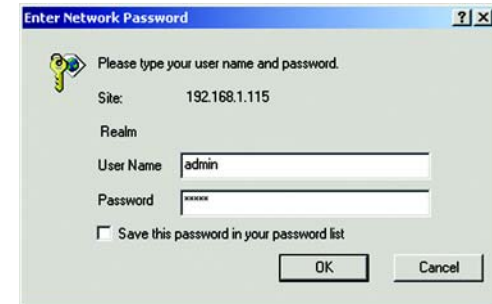 Enter Network Password
Please type your user name and password.
Site: 192.168.1.115
Realm
User Name admin
Password xxxxx
Save this password in your password list
OK Cancel